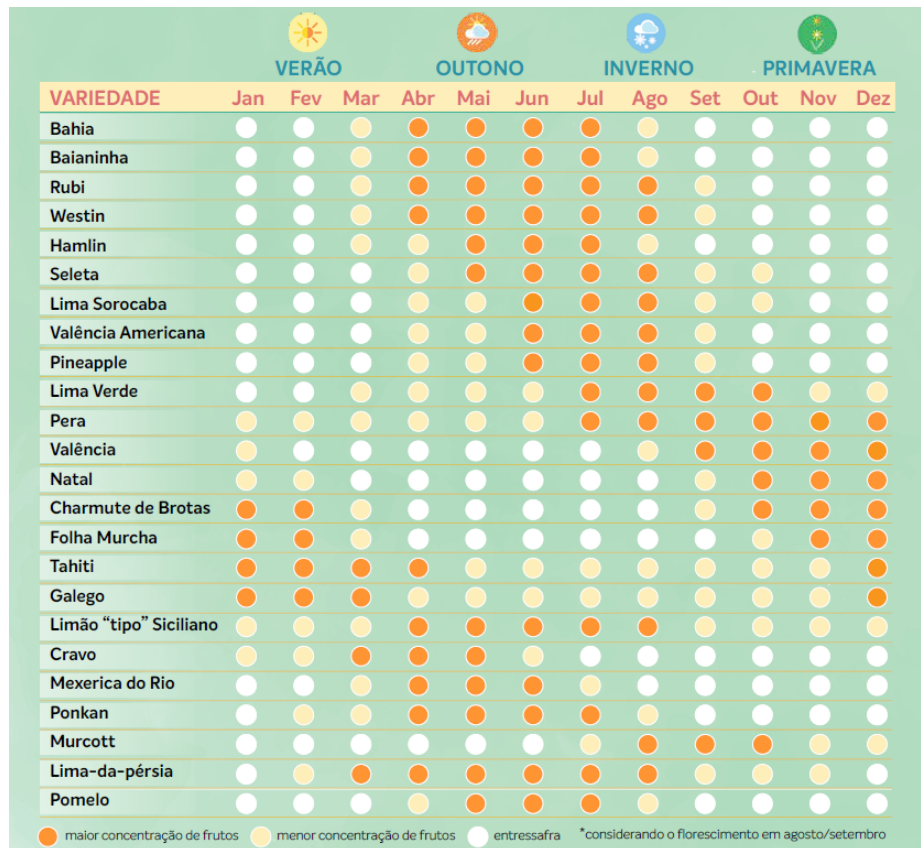 VERÃO OUTONO INVERNO PRIMAVERA
VARIEDADE Jan Fev Mar Abr Mai Jun Jul Ago Set Out Nov Dez
Bahia
Baianinha
Rubi
Westin
Hamlin
Seleta
Lima Sorocaba
Valência Americana
Pineapple
Lima Verde
Pera
Valência
Natal
Charmute de Brotas
Folha Murcha
Tahiti
Galego
Limão “tipo” Siciliano
Cravo
Mexerica do Rio
Ponkan
Murcott
Lima-da-pérsia
Pomelo
maior concentração de frutos menor concentração de frutos entressafra *considerando o florescimento em agosto/setembro